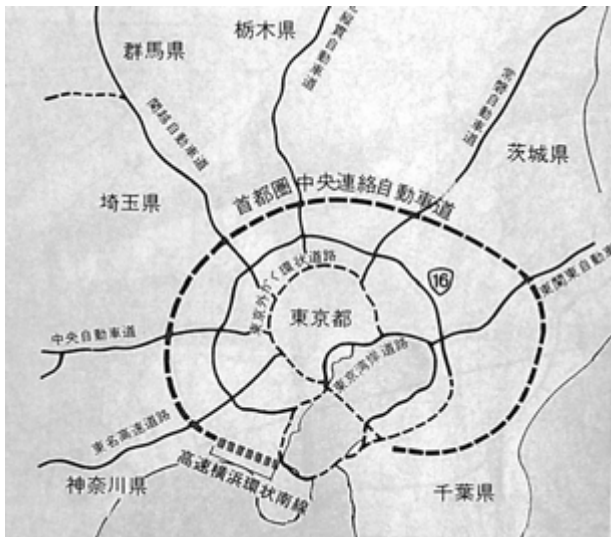 栃木県
群馬県
縦貫自動車道
常磐自動車道
関越自動車道
茨城県
埼玉県
首都圏中央連絡自動車道
東京外かく環状道路
16
東関東自動車
東京都
中央自動車道
東京湾岸道路
東名高速道路
高速横浜環状南線
神奈川県
千葉県